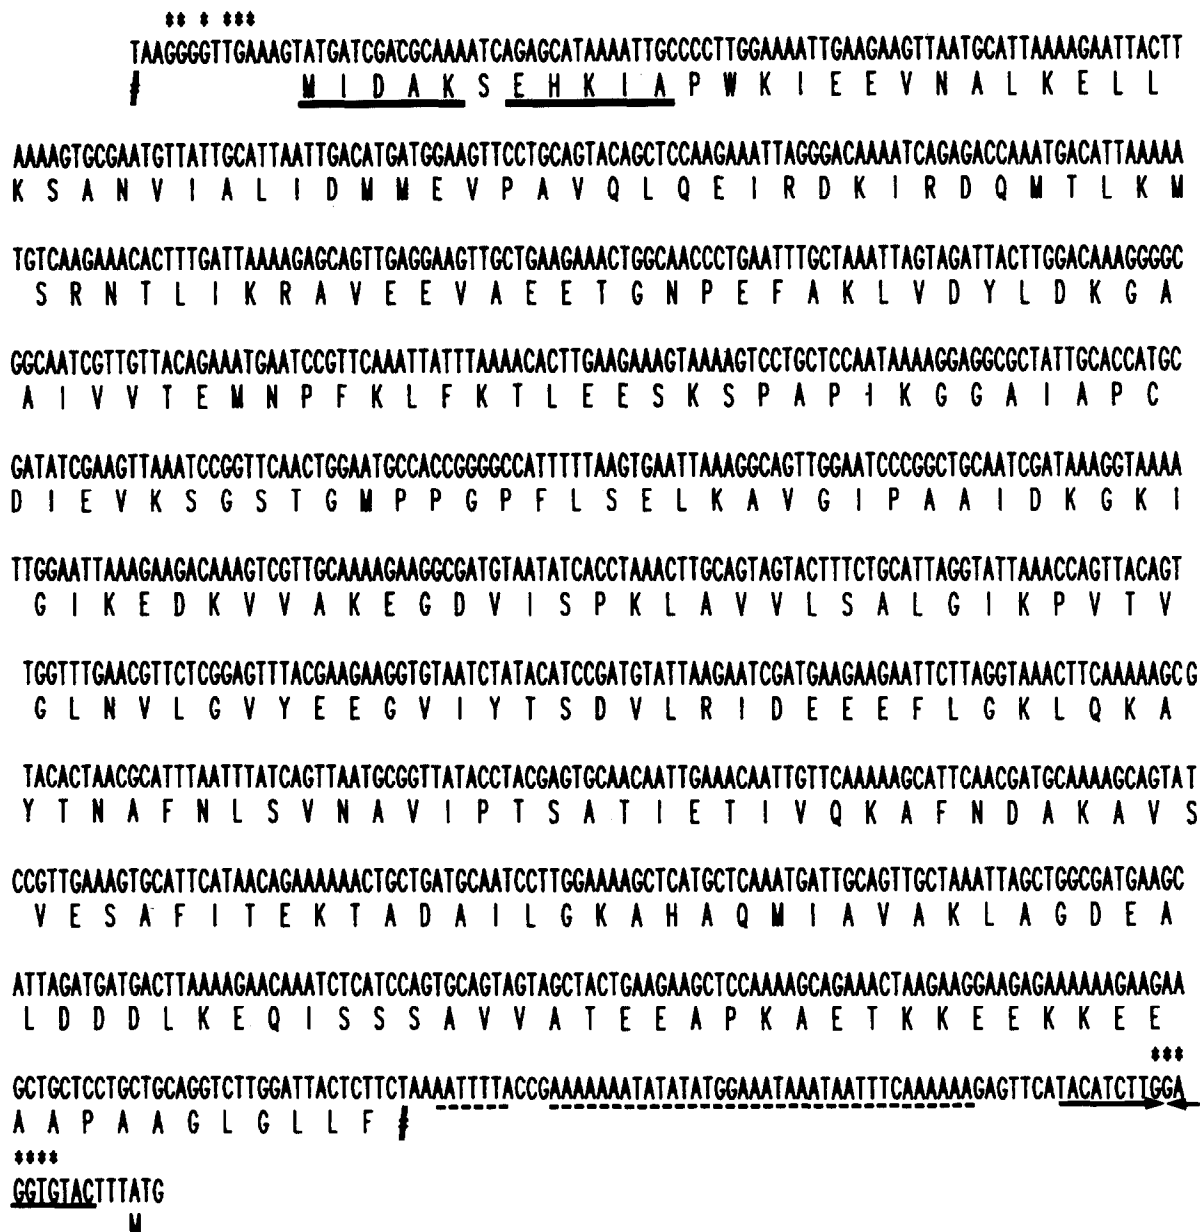 ** * ***
TAAGGGGTTGAAAGTATGATCGACGCAAAATCAGAGCATAAAATTGCCCCTTGGAAAATTGAAGAAGTTAATGCATTAAAAGAATTACTT
# M I D A K S E H K I A P W K I E E V N A L K E L L
AAAAGTGCGAATGTTATTGCATTAATTGACATGATGGAAGTTCCTGCAGTACAGCTCCAAGAAATTAGGGACAAAATCAGAGACCAAATGACATTAAAAA
K S A N V I A L I D M M E V P A V Q L Q E I R D K I R D Q M T L K M
TGTCAAGAAACACTTTGATTAAAAGAGCAGTTGAGGAAGTTGCTGAAGAAACTGGCAACCCTGAATTTGCTAAATTAGTAGATTACTTGGACAAAGGGGC
S R N T L I K R A V E E V A E E T G N P E F A K L V D Y L D K G A
GGCAATCGTTGTTACAGAAATGAATCCGTTCAAATTATTTAAAACACTTGAAGAAAGTAAAAGTCCTGCTCCAATAAAAGGAGGCGCTATTGCACCATGC
A I V V T E M N P F K L F K T L E E S K S P A P I K G G A I A P C
GATATCGAAGTTAAATCCGGTTCAACTGGAATGCCACCGGGGCCATTTTTAAGTGAATTAAAGGCAGTTGGAATCCCGGCTGCAATCGATAAAGGTAAAA
D I E V K S G S T G M P P G P F L S E L K A V G I P A A I D K G K I
TTGGAATTAAAGAAGACAAAGTCGTTGCAAAAGAAGGCGATGTAATATCACCTAAACTTGCAGTAGTACTTTCTGCATTAGGTATTAAACCAGTTACAGT
G I K E D K V V A K E G D V I S P K L A V V L S A L G I K P V T V
TGGTTTGAACGTTCTCGGAGTTTACGAAGAAGGTGTAATCTATACATCCGATGTATTAAGAATCGATGAAGAAGAATTCTTAGGTAAACTTCAAAAAGCG
G L N V L G V Y E E G V I Y T S D V L R I D E E E F L G K L Q K A
TACACTAACGCATTTAATTTATCAGTTAATGCGGTTATACCTACGAGTGCAACAATTGAAACAATTGTTCAAAAAGCATTCAACGATGCAAAAGCAGTAT
Y T N A F N L S V N A V I P T S A T I E T I V Q K A F N D A K A V S
CCGTTGAAAGTGCATTCATAACAGAAAAAACTGCTGATGCAATCCTTGGAAAAGCTCATGCTCAAATGATTGCAGTTGCTAAATTAGCTGGCGATGAAGC
V E S A F I T E K T A D A I L G K A H A Q M I A V A K L A G D E A
ATTAGATGATGACTTAAAAGAACAAATCTCATCCAGTGCAGTAGTAGCTACTGAAGAAGCTCCAAAAGCAGAAACTAAGAAGGAAGAGAAAAAAGAAGAA
L D D D L K E Q I S S S A V V A T E E A P K A E T K K E E K K E E
***
GCTGCTCCTGCTGCAGGTCTTGGATTACTCTTCTAAAATTTTACCGAAAAAAATATATATGGAAATAAATAATTTCAAAAAAGAGTTCATACATCTTGGA
A A P A A G L G L L F #
****
GGTGTACTTTATG
M